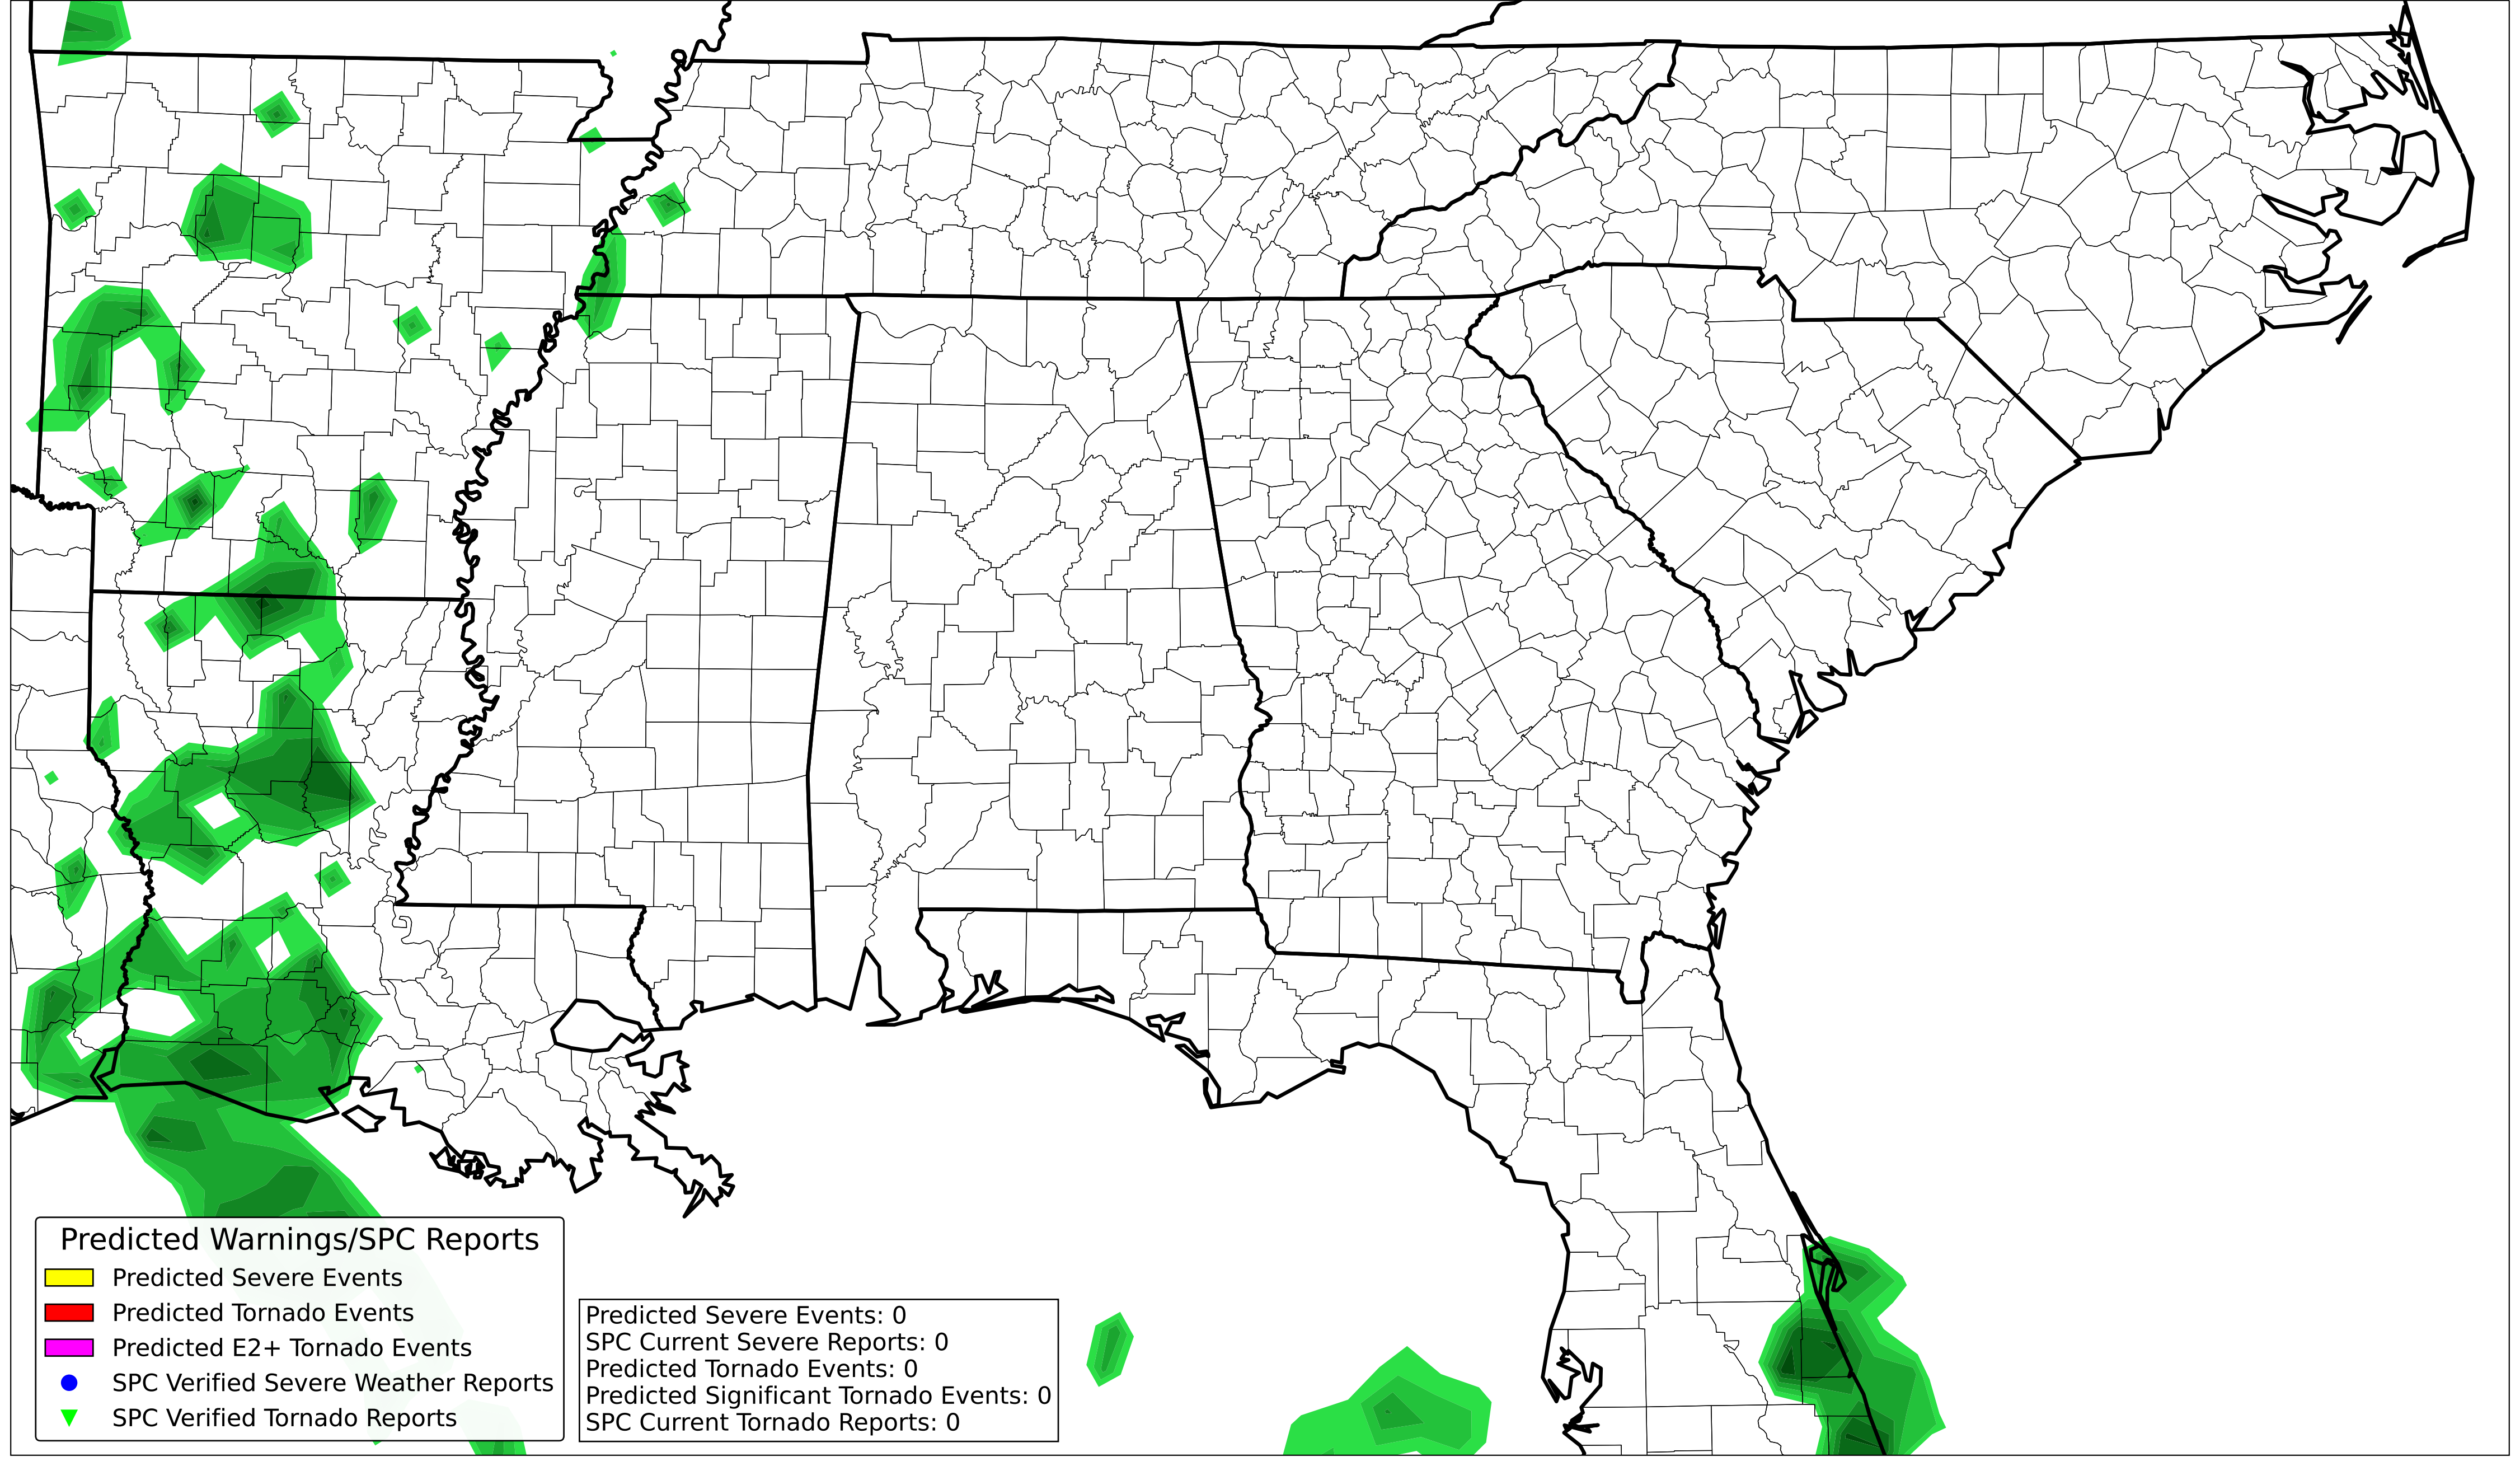 Predicted Warnings/SPC Reports
Predicted Severe Events
Predicted Tornado Events
Predicted E2+ Tornado Events
SPC Verified Severe Weather Reports
SPC Verified Tornado Reports
Predicted Severe Events: 0
SPC Current Severe Reports: 0
Predicted Tornado Events: 0
Predicted Significant Tornado Events: 0
SPC Current Tornado Reports: 0